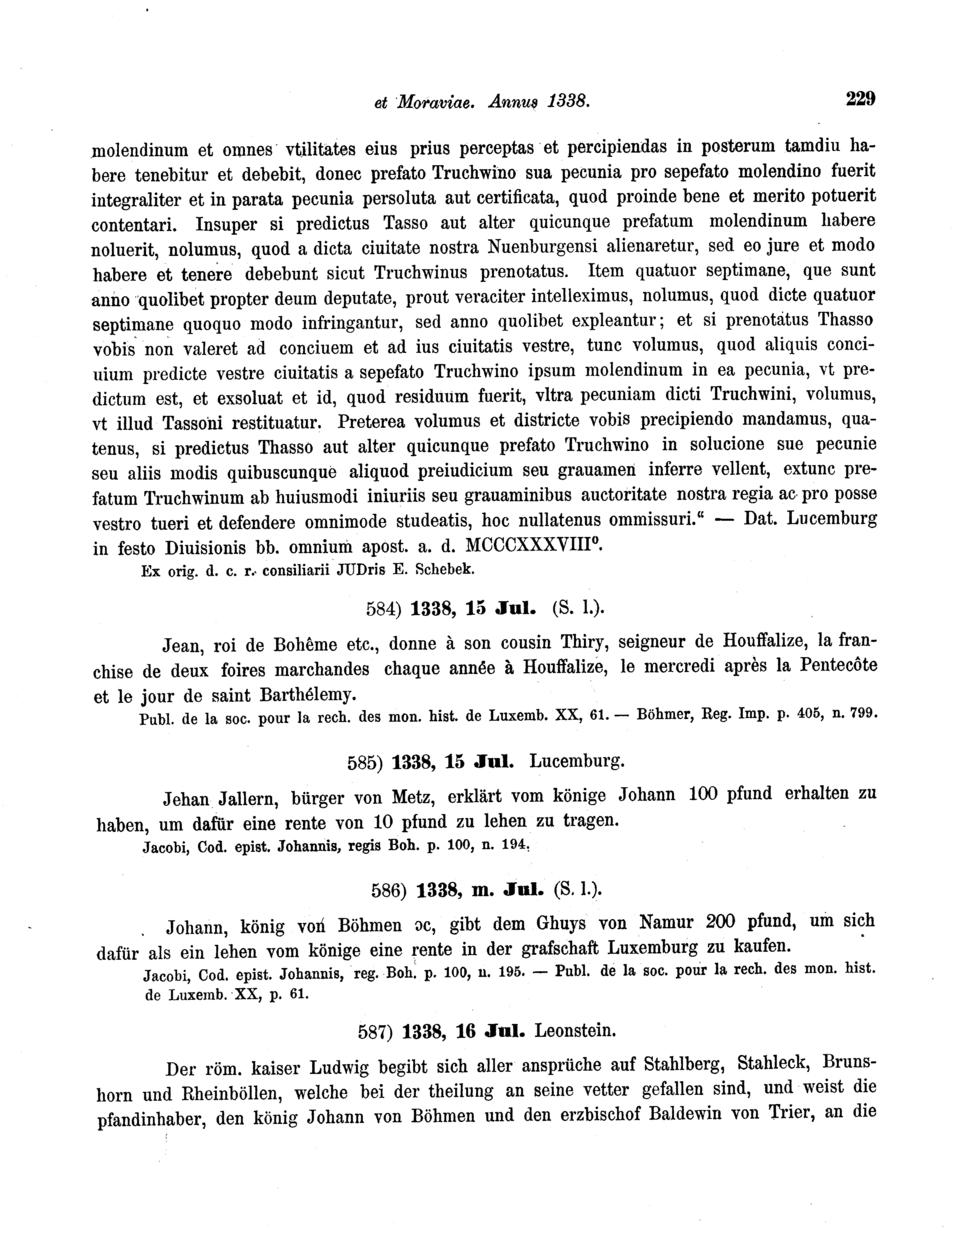 et Moraviae. Annus 1338. 229
molendinum et omnes vtilitates eius prius perceptas et percipiendas in posterum tamdiu ha-
bere tenebitur et debebit, donec prefato Truchwino sua pecunia pro sepefato molendino fuerit
integraliter et in parata pecunia persoluta aut certificata, quod proinde bene et merito potuerit
contentari. Insuper si predictus Tasso aut alter quicunque prefatum molendinum habere
noluerit, nolumus, quod a dicta ciuitate nostra Nuenburgensi alienaretur, sed eo jure et modo
habere et tenere debebunt sicut Truchwinus prenotatus. Item quatuor septimane, que sunt
anno quolibet propter deum deputate, prout veraciter intelleximus, nolumus, quod dicte quatuor
septimane quoquo modo infringantur, sed anno quolibet expleantur; et si prenotatus Thasso
vobis non valeret ad conciuem et ad ius ciuitatis vestre, tunc volumus, quod aliquis conci-
uium predicte vestre ciuitatis a sepefato Truchwino ipsum molendinum in ea pecunia, vt pre-
dictum est, et exsoluat et id, quod residuum fuerit, vltra pecuniam dicti Truchwini, volumus,
vt illud Tassoni restituatur. Preterea volumus et districte vobis precipiendo mandamus, qua-
tenus, si predictus Thasso aut alter quicunque prefato Truchwino in solucione sue pecunie
seu aliis modis quibuscunque aliquod preiudicium seu grauamen inferre vellent, extunc pre-
fatum Truchwinum ab huiusmodi iniuriis seu grauaminibus auctoritate nostra regia ac pro posse
vestro tueri et defendere omnimode studeatis, hoc nullatenus ommissuri.“ — Dat. Lucemburg
in festo Diuisionis bb. omnium apost. a. d. MCCCXXXVIII⁰.
Ex orig. d. c. r. consiliarii JUDris E. Schebek.
584) 1338, 15 Jul. (S. l.).
Jean, roi de Bohême etc., donne à son cousin Thiry, seigneur de Houffalize, la fran-
chise de deux foires marchandes chaque année à Houffalize, le mercredi après la Pentecôte
et le jour de saint Barthélemy.
Publ. de la soc. pour la rech. des mon. hist. de Luxemb. XX, 61. — Böhmer, Reg. Imp. p. 405, n. 799.
585) 1338, 15 Jul. Lucemburg.
Jehan Jallern, bürger von Metz, erklärt vom könige Johann 100 pfund erhalten zu
haben, um dafür eine rente von 10 pfund zu lehen zu tragen.
Jacobi, Cod. epist. Johannis, regis Boh. p. 100, n. 194.
586) 1338, m. Jul. (S. l.).
Johann, könig von Böhmen ꝛc, gibt dem Ghuys von Namur 200 pfund, um sich
dafür als ein lehen vom könige eine rente in der grafschaft Luxemburg zu kaufen.
Jacobi, Cod. epist. Johannis, reg. Boh. p. 100, n. 195. — Publ. de la soc. pour la rech. des mon. hist.
de Luxemb. XX, p. 61.
587) 1338, 16 Jul. Leonstein.
Der röm. kaiser Ludwig begibt sich aller ansprüche auf Stahlberg, Stahleck, Bruns-
horn und Rheinböllen, welche bei der theilung an seine vetter gefallen sind, und weist die
pfandinhaber, den könig Johann von Böhmen und den erzbischof Baldewin von Trier, an die